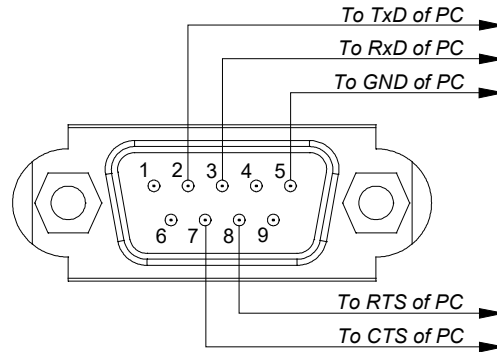 To TxD of PC
To RxD of PC
To GND of PC
1 2 3 4 5
6 7 8 9
To RTS of PC
To CTS of PC